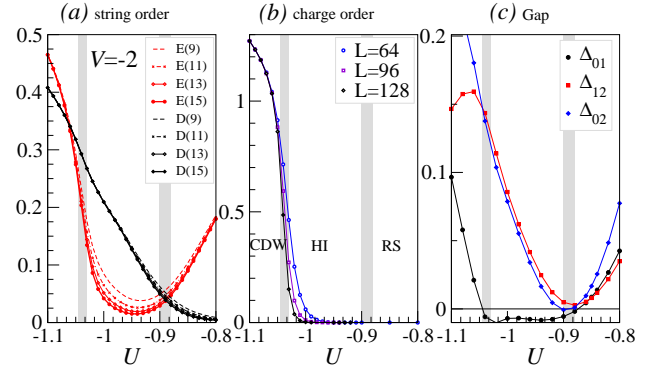 (a) string order
V=-2
E(9)
E(11)
E(13)
E(15)
D(9)
D(11)
D(13)
D(15)
0.5
0.4
0.3
0.2
0.1
0
-1.1 -1 -0.9 -0.8
U
(b) charge order
L=64
L=96
L=128
1
0.5
0
CDW HI RS
-1.1 -1 -0.9 -0.8
U
(c) Gap
Δ01
Δ12
Δ02
0.2
0.1
0
-1.1 -1 -0.9 -0.8
U